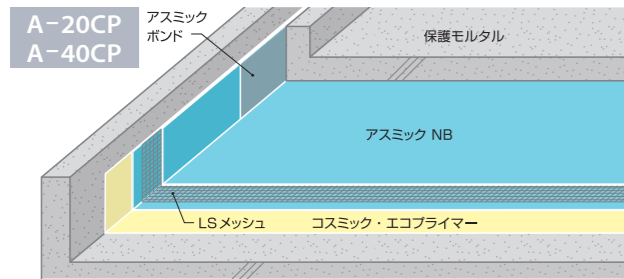 A-20CP
A-40CP
アスミック
ボンド
保護モルタル
アスミック NB
LSメッシュ
コスミック・エコプライマー